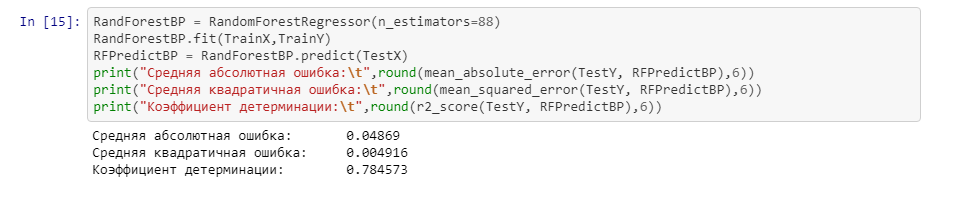 In [15]: RandForestBP = RandomForestRegressor(n_estimators=88)
RandForestBP.fit(TrainX,TrainY)
RFPredictBP = RandForestBP.predict(TestX)
print("Средняя абсолютная ошибка:\t",round(mean_absolute_error(TestY, RFPredictBP),6))
print("Средняя квадратичная ошибка:\t",round(mean_squared_error(TestY, RFPredictBP),6))
print("Коэффициент детерминации:\t",round(r2_score(TestY, RFPredictBP),6))
Средняя абсолютная ошибка: 0.04869
Средняя квадратичная ошибка: 0.004916
Коэффициент детерминации: 0.784573